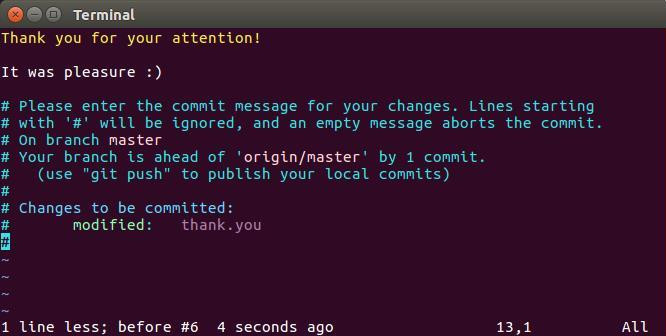 Terminal
Thank you for your attention!
It was pleasure :)
# Please enter the commit message for your changes. Lines starting
# with '#' will be ignored, and an empty message aborts the commit.
# On branch master
# Your branch is ahead of 'origin/master' by 1 commit.
#   (use "git push" to publish your local commits)
#
# Changes to be committed:
#       modified:   thank.you
#
~
~
~
~
1 line less; before #6  4 seconds ago                  13,1          All